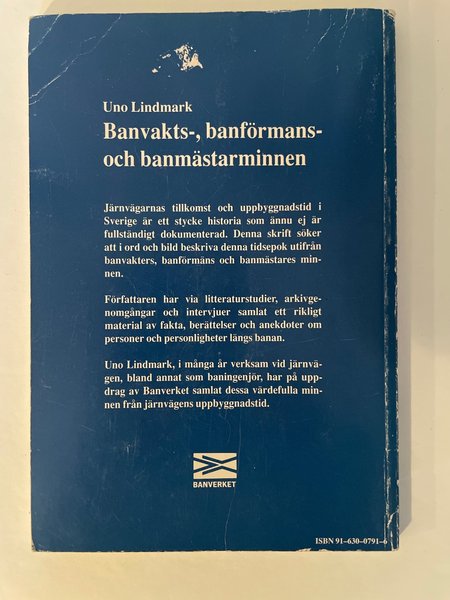 Uno Lindmark
Banvakts-, banförmans-
och banmästarminnen
Järnvägarnas tillkomst och uppbyggnadstid i
Sverige är ett stycke historia som ännu ej är
fullständigt dokumenterad. Denna skrift söker
att i ord och bild beskriva denna tidsepok utifrån
banvakters, banförmäns och banmästares min-
nen.
Författaren har via litteraturstudier, arkivge-
nomgångar och intervjuer samlat ett rikligt
material av fakta, berättelser och anekdoter om
personer och personligheter längs banan.
Uno Lindmark, i många år verksam vid järnvä-
gen, bland annat som baningenjör, har på upp-
drag av Banverket samlat dessa värdefulla min-
nen från järnvägens uppbyggnadstid.
BANVERKET
ISBN 91-630-0791-6